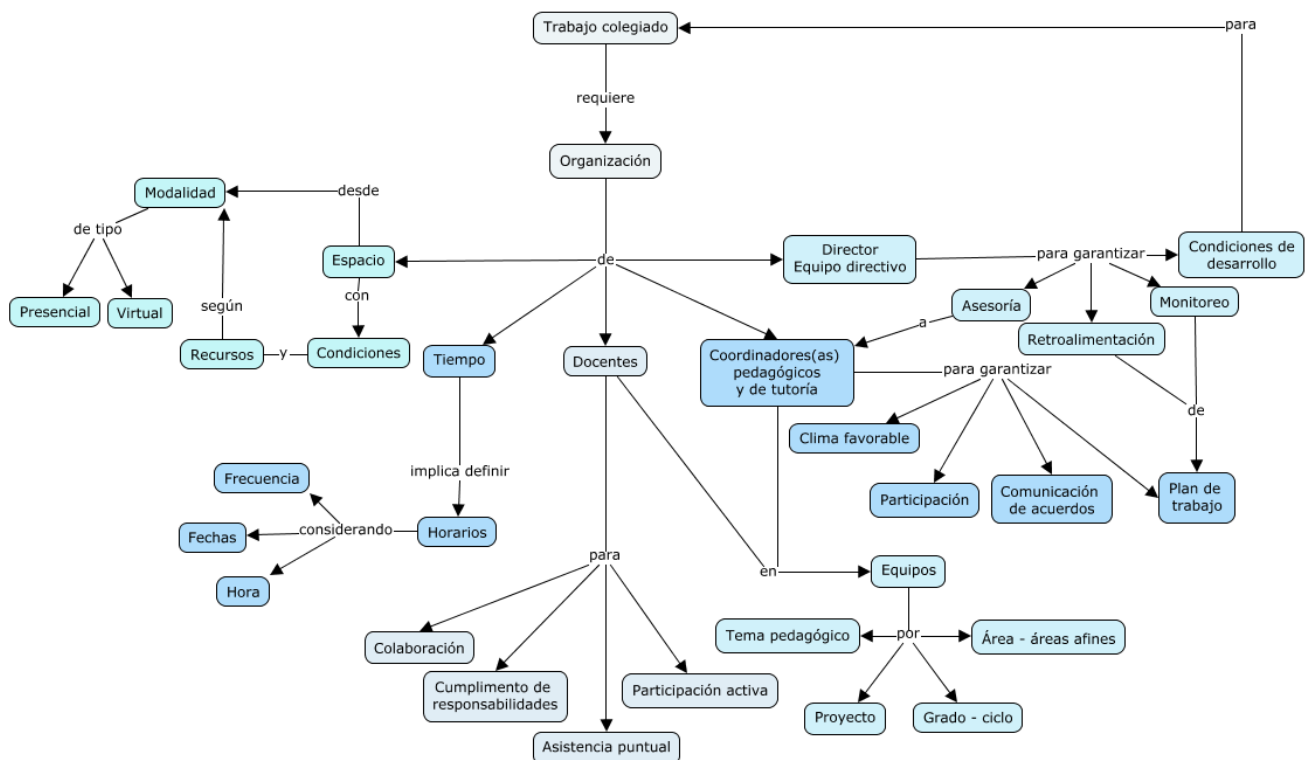 Trabajo colegiado
para
requiere
Organización
Modalidad
desde
de tipo
Espacio
de
Director
Equipo directivo
para garantizar
Condiciones de
desarrollo
Presencial
Virtual
según
con
Asesoría
Monitoreo
a
Retroalimentación
Recursos
y
Condiciones
Tiempo
Docentes
Coordinadores(as)
pedagógicos
y de tutoría
para garantizar
de
Clima favorable
Participación
Comunicación
de acuerdos
Plan de
trabajo
implica definir
Frecuencia
Fechas
considerando
Horarios
Hora
para
en
Equipos
Tema pedagógico
por
Área - áreas afines
Colaboración
Cumplimento de
responsabilidades
Participación activa
Proyecto
Grado - ciclo
Asistencia puntual